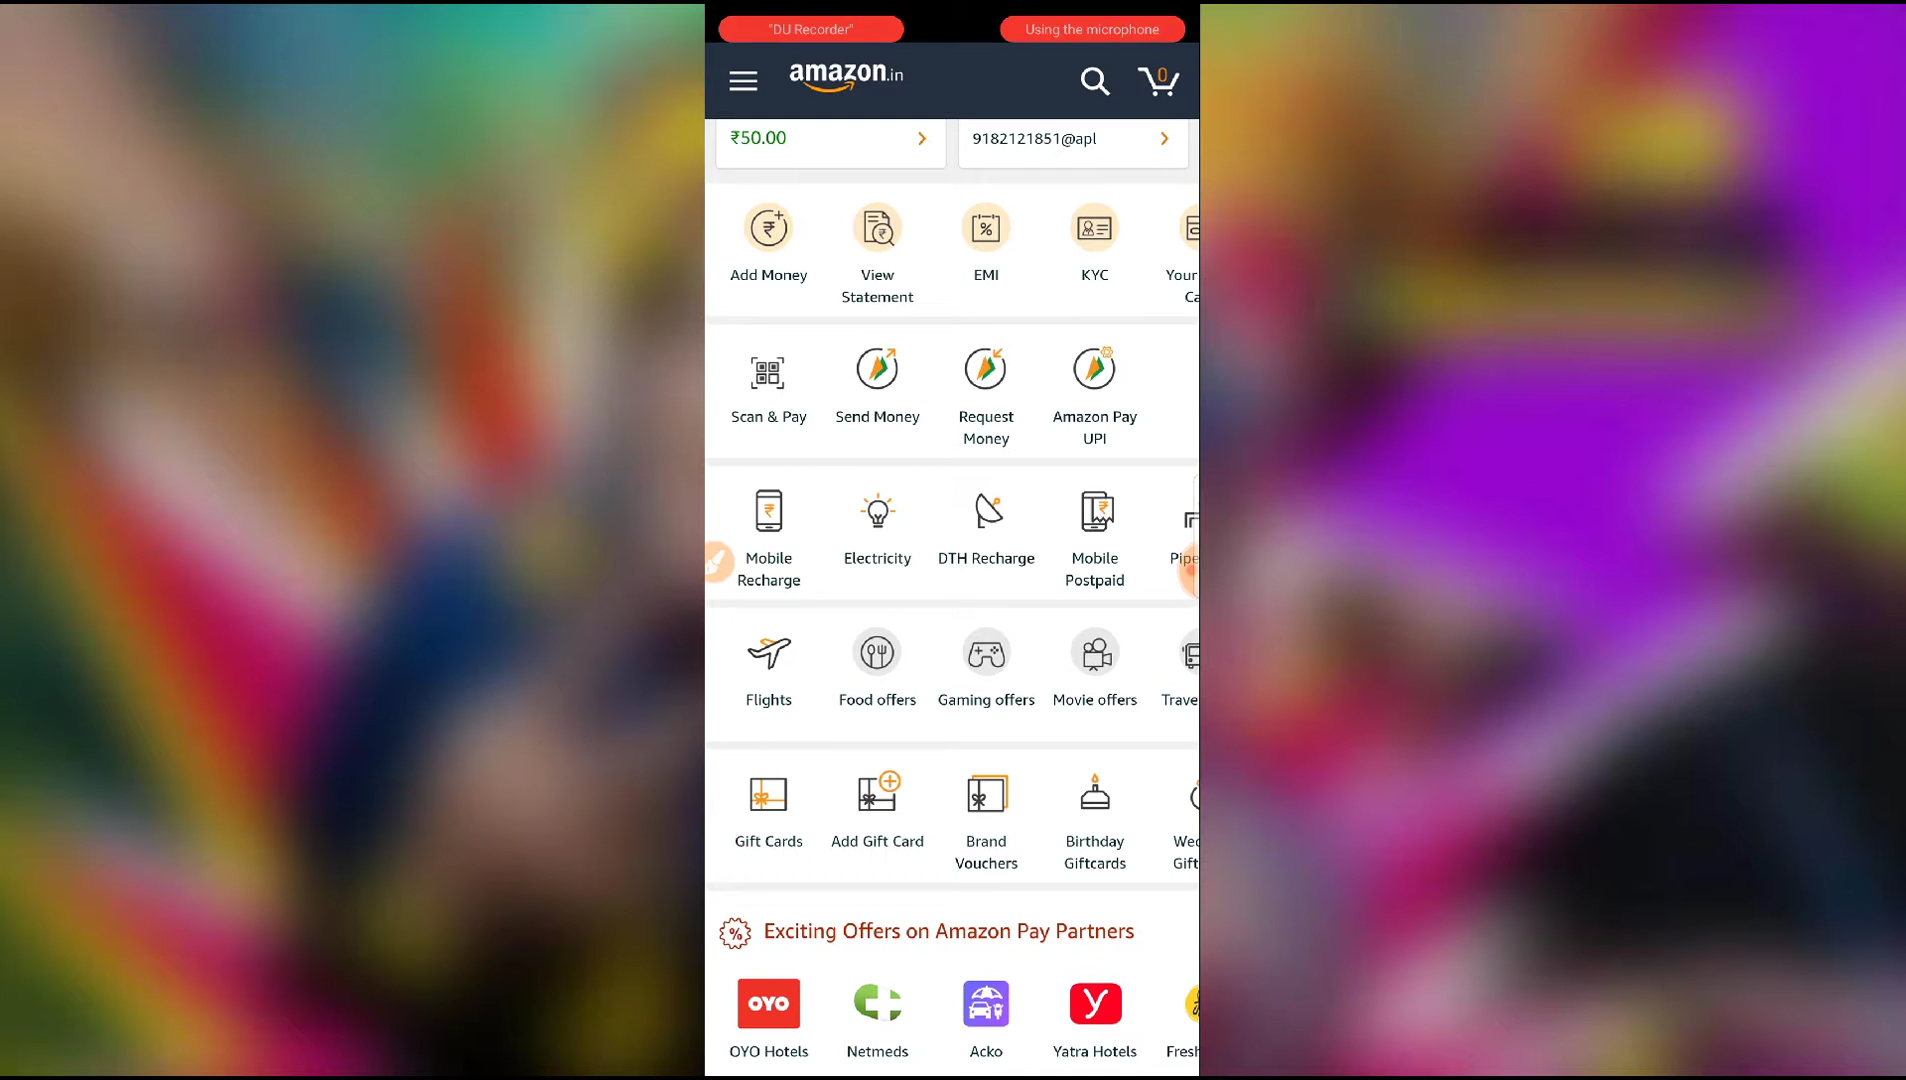 "DU Recorder"
Using the microphone
amazon.in
0
₹50.00
9182121851@apl
Add Money
View
Statement
EMI
KYC
Your
Ca
Scan & Pay
Send Money
Request
Money
Amazon Pay
UPI
Mobile
Recharge
Electricity
DTH Recharge
Mobile
Postpaid
Pipe
Flights
Food offers
Gaming offers
Movie offers
Trave
Gift Cards
Add Gift Card
Brand
Vouchers
Birthday
Giftcards
Wed
Gift
Exciting Offers on Amazon Pay Partners
OYO
OYO Hotels
Netmeds
Acko
y
Yatra Hotels
Fresh